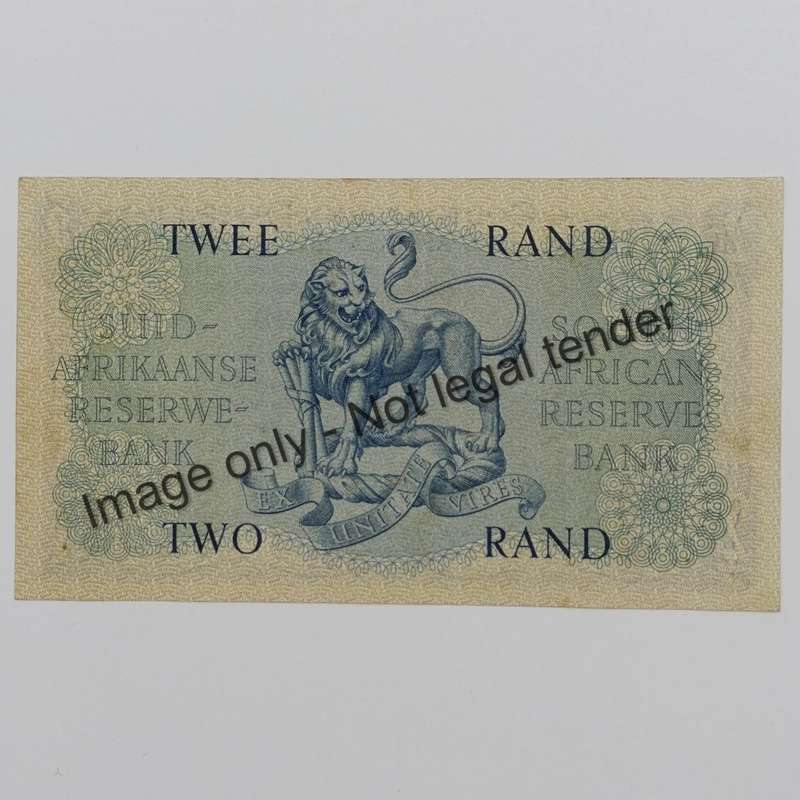 TWEE RAND
SUID-
AFRIKAANSE
RESERWE-
BANK
SOUTH
AFRICAN
RESERVE
BANK
EX
UNITATE
VIRES
TWO RAND
Image only - Not legal tender